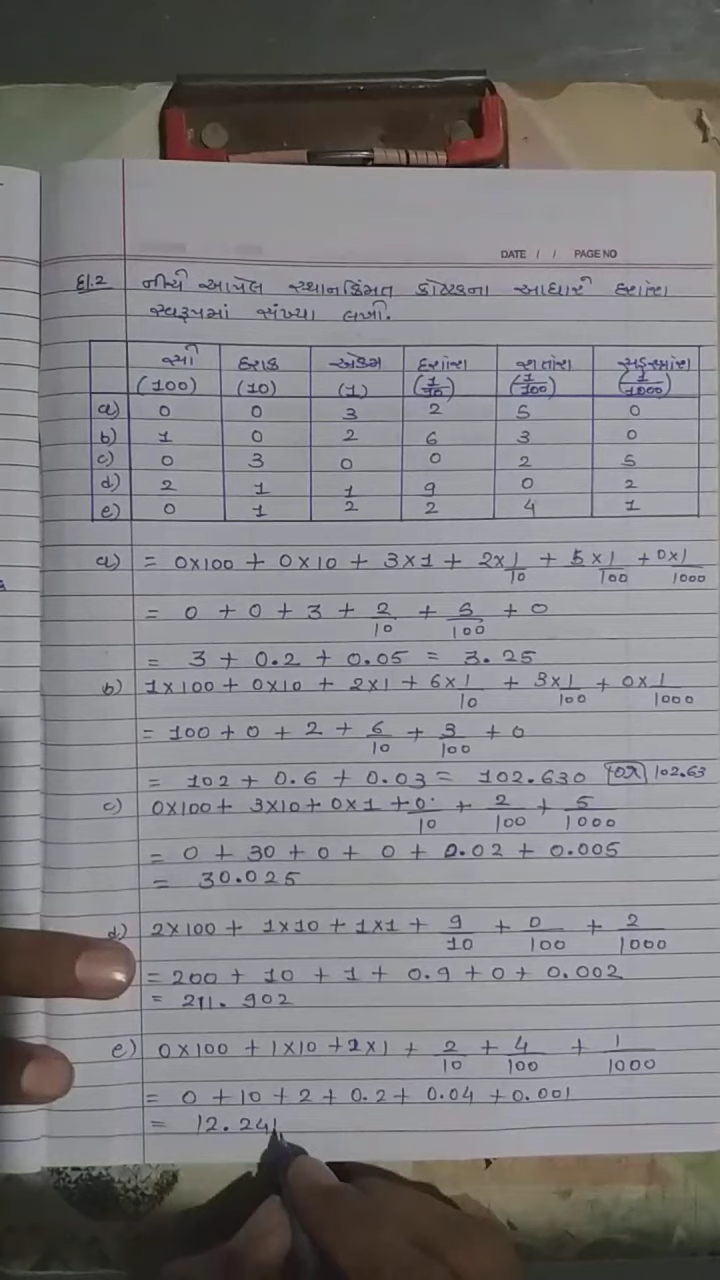 DATE / / PAGE NO
દા.2 નીચે આપેલ સ્થાનકિંમત કોષ્ટકના આધારે દશાંશ
સ્વરૂપમાં સંખ્યા લખો.
સો દશક એકમ દશાંશ શતાંશ સહસ્ત્રાંશ
(100) (10) (1) (1/10) (1/100) (1/1000)
a) 0 0 3 2 5 0
b) 1 0 2 6 3 0
c) 0 3 0 0 2 5
d) 2 1 1 9 0 2
e) 0 1 2 2 4 1
a) = 0×100 + 0×10 + 3×1 + 2×1/10 + 5×1/100 + 0×1/1000
= 0 + 0 + 3 + 2/10 + 5/100 + 0
= 3 + 0.2 + 0.05 = 3.25
b) 1×100 + 0×10 + 2×1 + 6×1/10 + 3×1/100 + 0×1/1000
= 100 + 0 + 2 + 6/10 + 3/100 + 0
= 102 + 0.6 + 0.03 = 102.630 OR 102.63
c) 0×100 + 3×10 + 0×1 + 0/10 + 2/100 + 5/1000
= 0 + 30 + 0 + 0 + 0.02 + 0.005
= 30.025
d) 2×100 + 1×10 + 1×1 + 9/10 + 0/100 + 2/1000
= 200 + 10 + 1 + 0.9 + 0 + 0.002
= 211.902
e) 0×100 + 1×10 + 2×1 + 2/10 + 4/100 + 1/1000
= 0 + 10 + 2 + 0.2 + 0.04 + 0.001
= 12.241